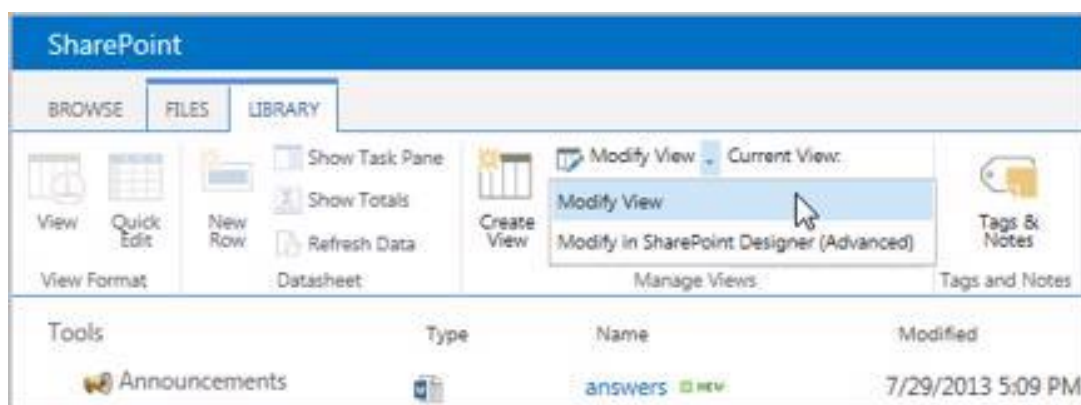 SharePoint
BROWSE FILES LIBRARY
View
Quick
Edit
View Format
New
Row
Show Task Pane
Show Totals
Refresh Data
Datasheet
Create
View
Modify View Current View:
Modify View
Modify in SharePoint Designer (Advanced)
Manage Views
Tags &
Notes
Tags and Notes
Tools Type Name Modified
Announcements answers NEW 7/29/2013 5:09 PM